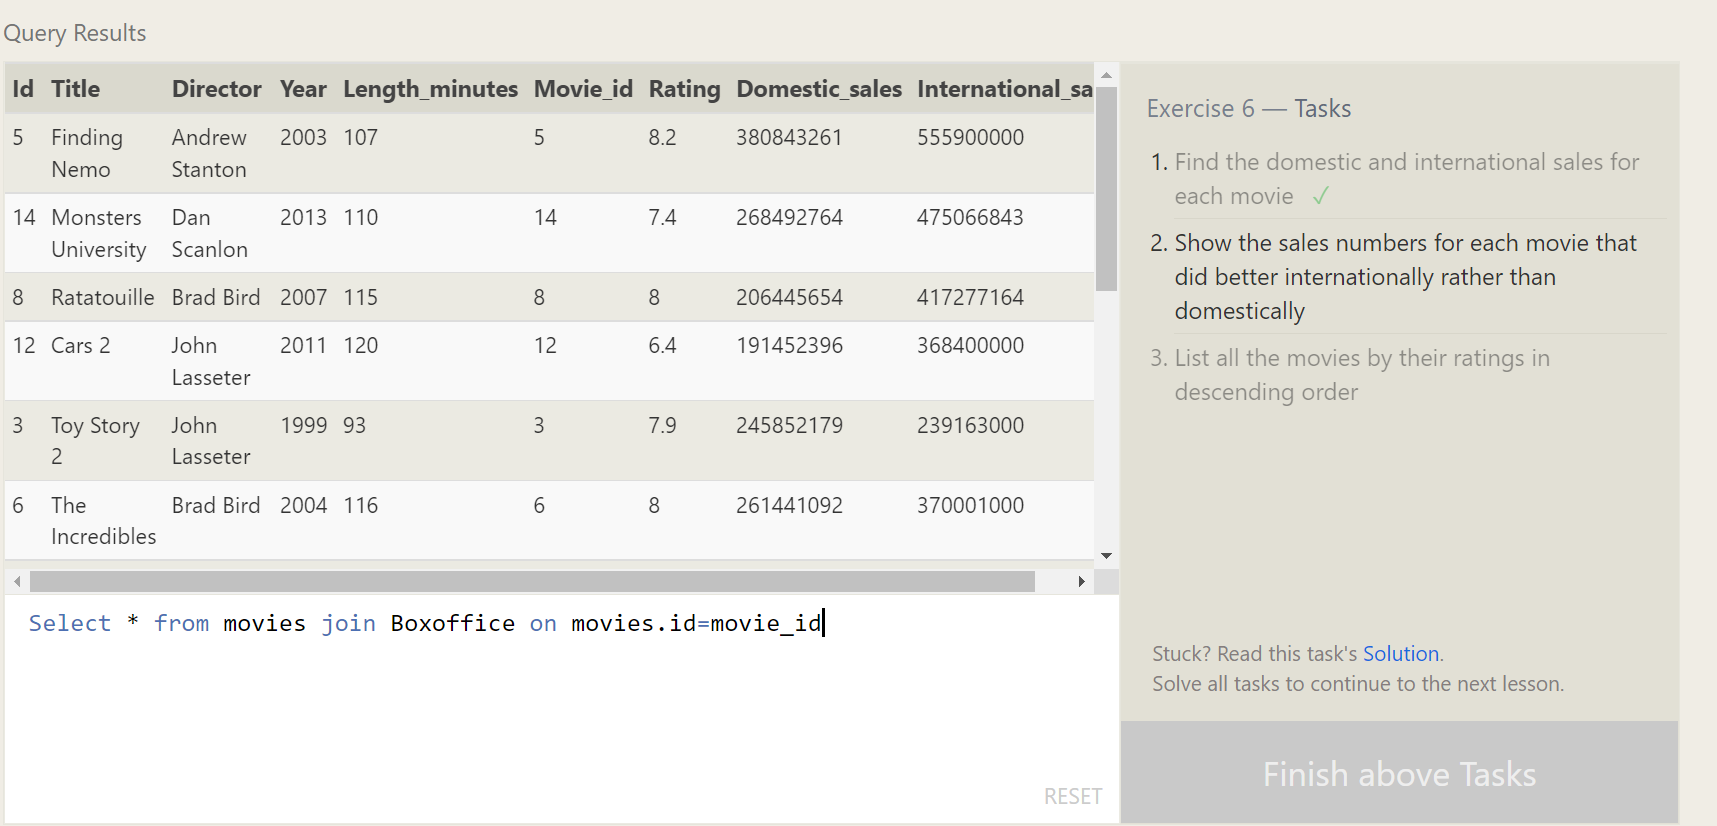 Query Results
Id Title Director Year Length_minutes Movie_id Rating Domestic_sales International_sa
5 Finding Nemo Andrew Stanton 2003 107 5 8.2 380843261 555900000
14 Monsters University Dan Scanlon 2013 110 14 7.4 268492764 475066843
8 Ratatouille Brad Bird 2007 115 8 8 206445654 417277164
12 Cars 2 John Lasseter 2011 120 12 6.4 191452396 368400000
3 Toy Story 2 John Lasseter 1999 93 3 7.9 245852179 239163000
6 The Incredibles Brad Bird 2004 116 6 8 261441092 370001000
Select * from movies join Boxoffice on movies.id=movie_id
RESET
Exercise 6 — Tasks
1. Find the domestic and international sales for
each movie ✓
2. Show the sales numbers for each movie that
did better internationally rather than
domestically
3. List all the movies by their ratings in
descending order
Stuck? Read this task's Solution.
Solve all tasks to continue to the next lesson.
Finish above Tasks